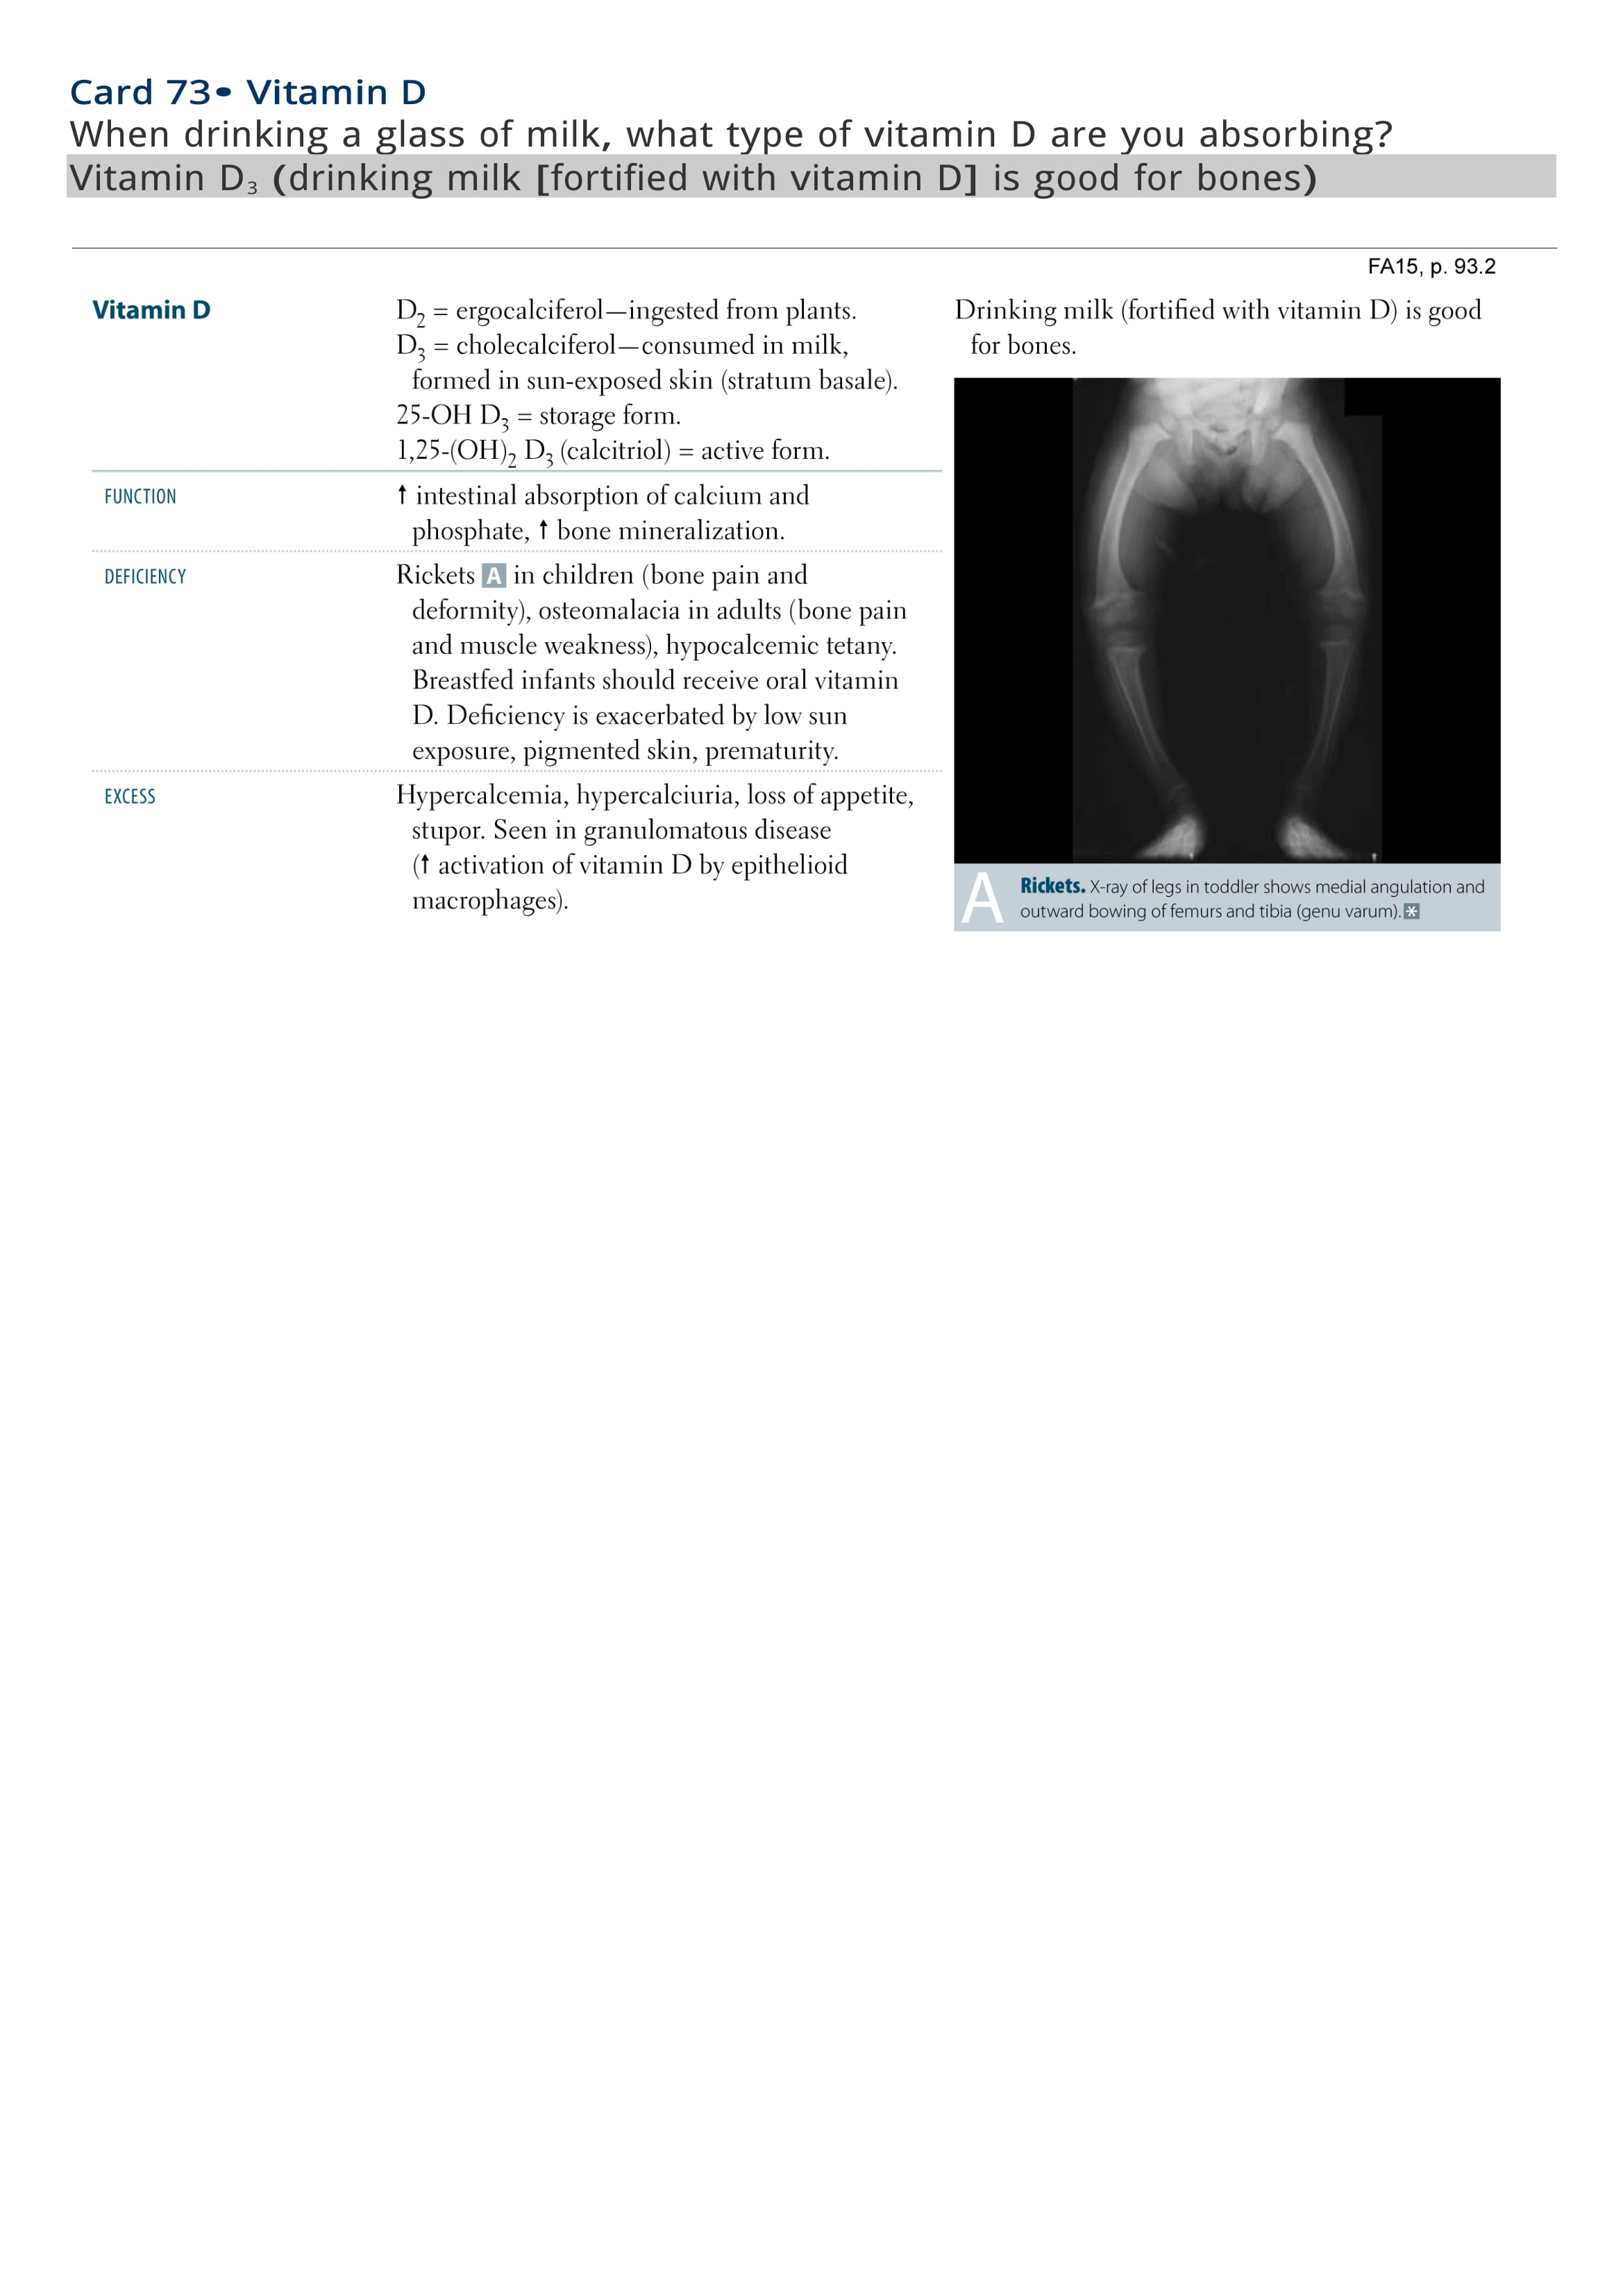 Card 73• Vitamin D
When drinking a glass of milk, what type of vitamin D are you absorbing?
Vitamin D₃ (drinking milk [fortified with vitamin D] is good for bones)
FA15, p. 93.2
Vitamin D
D₂ = ergocalciferol—ingested from plants.
D₃ = cholecalciferol—consumed in milk,
formed in sun-exposed skin (stratum basale).
25-OH D₃ = storage form.
1,25-(OH)₂ D₃ (calcitriol) = active form.
FUNCTION
↑ intestinal absorption of calcium and
phosphate, ↑ bone mineralization.
DEFICIENCY
Rickets A in children (bone pain and
deformity), osteomalacia in adults (bone pain
and muscle weakness), hypocalcemic tetany.
Breastfed infants should receive oral vitamin
D. Deficiency is exacerbated by low sun
exposure, pigmented skin, prematurity.
EXCESS
Hypercalcemia, hypercalciuria, loss of appetite,
stupor. Seen in granulomatous disease
(↑ activation of vitamin D by epithelioid
macrophages).
Drinking milk (fortified with vitamin D) is good
for bones.
A
Rickets. X-ray of legs in toddler shows medial angulation and
outward bowing of femurs and tibia (genu varum).*